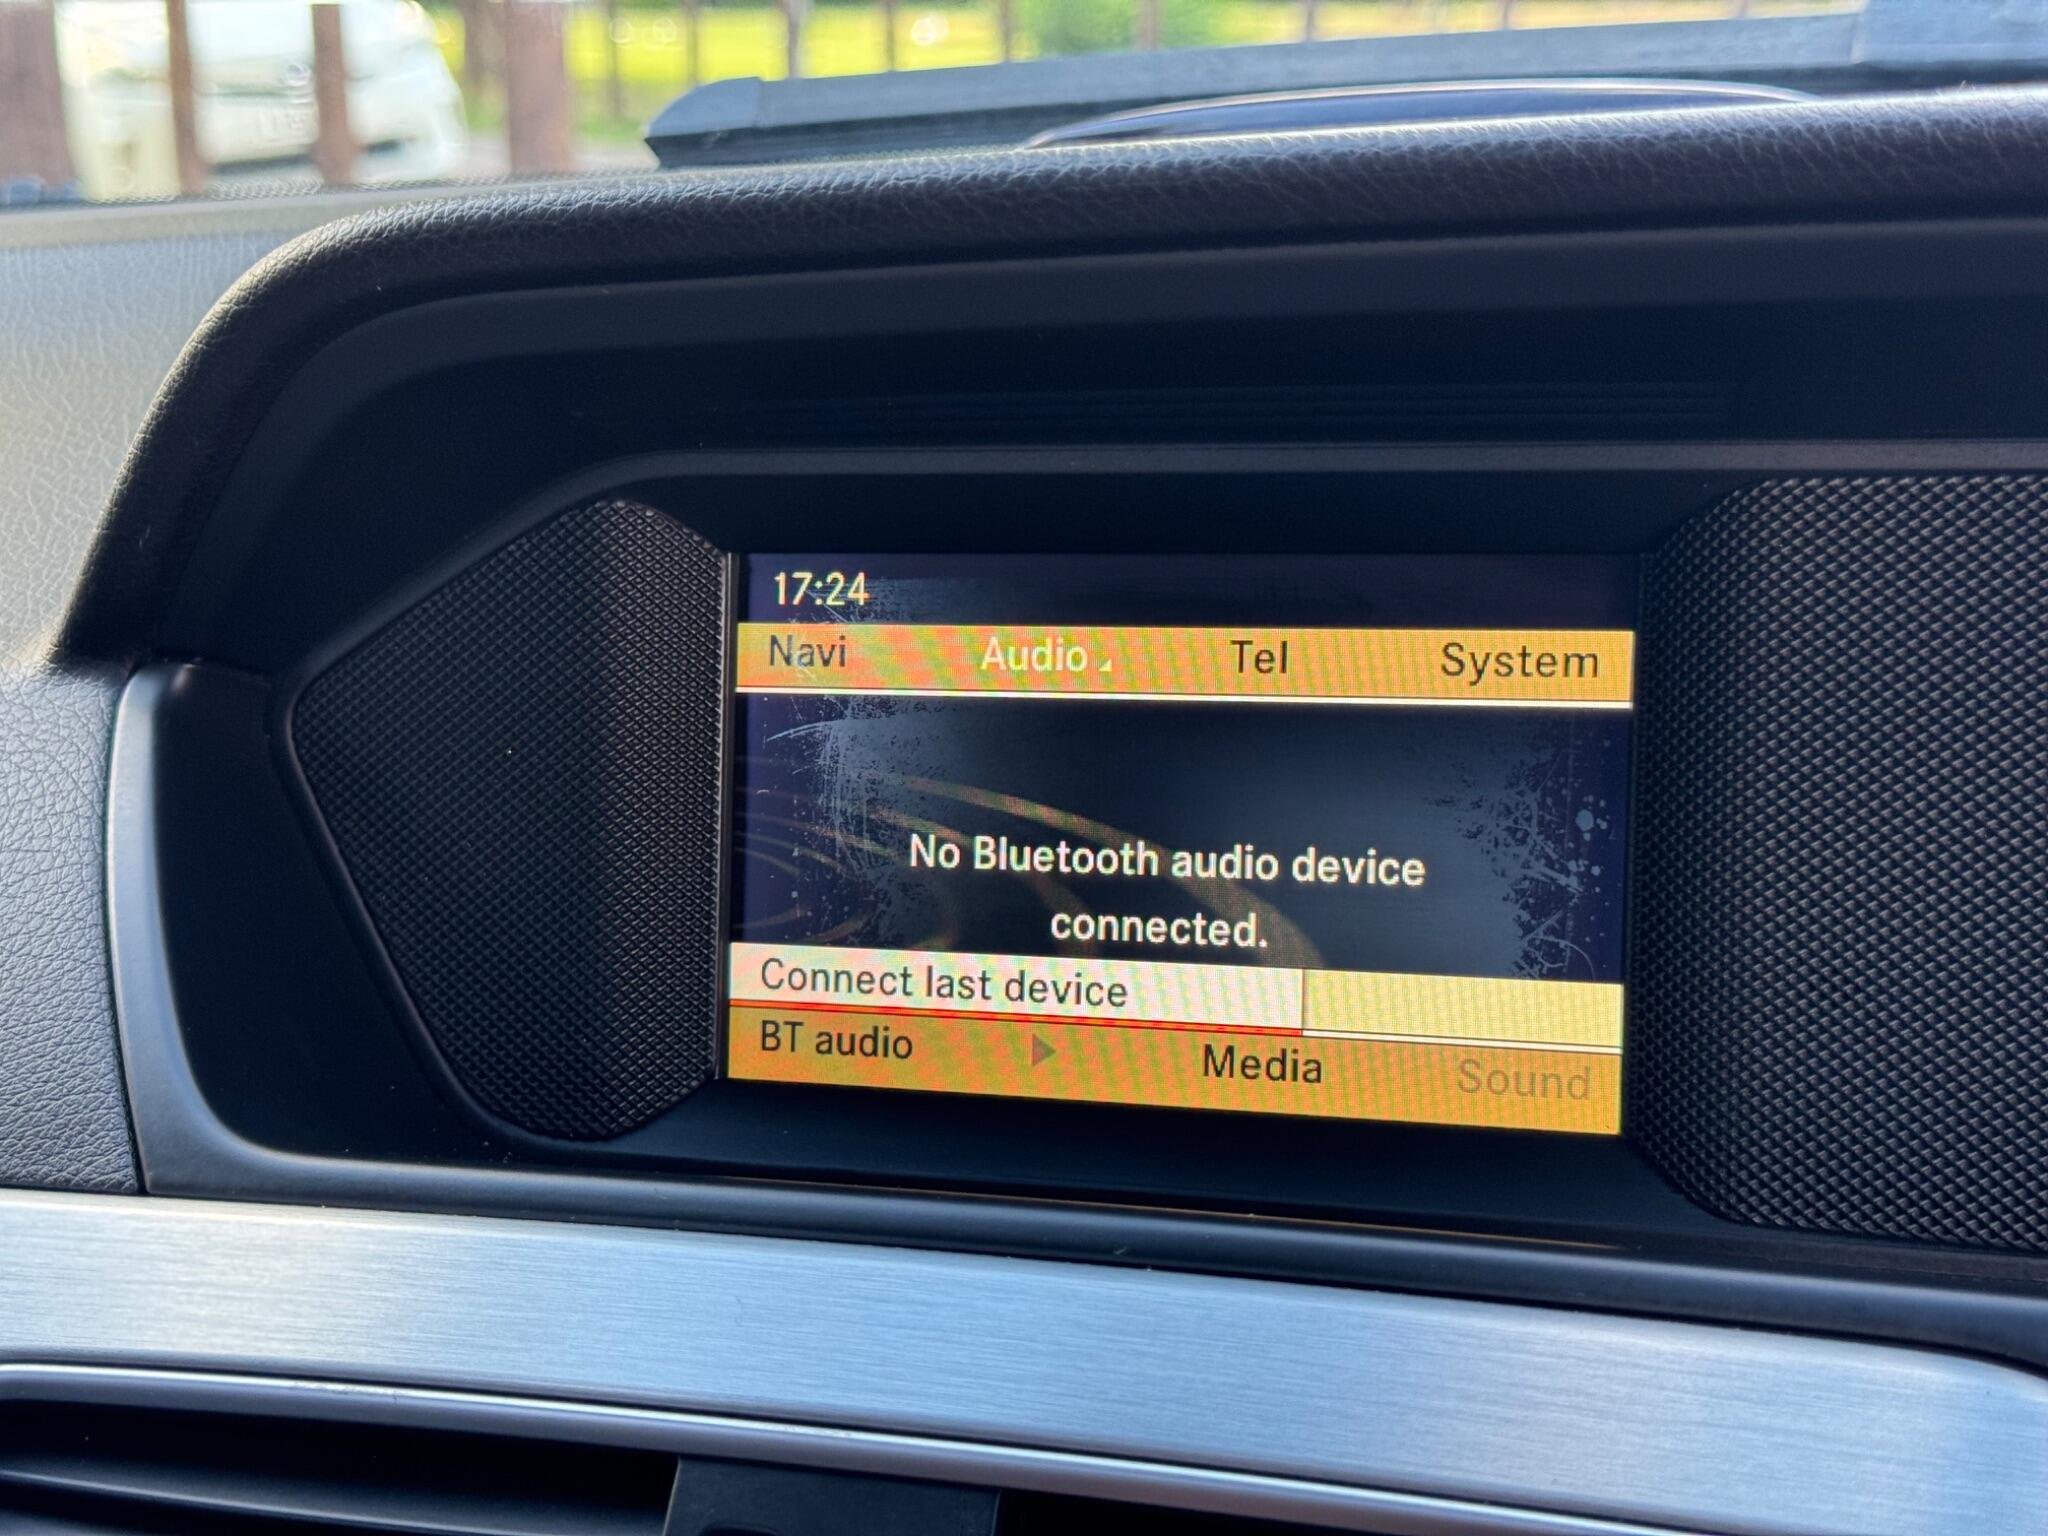 17:24
Navi Audio Tel System
No Bluetooth audio device
connected.
Connect last device
BT audio Media Sound